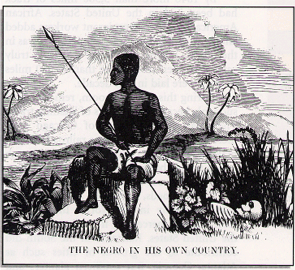 THE NEGRO IN HIS OWN COUNTRY.